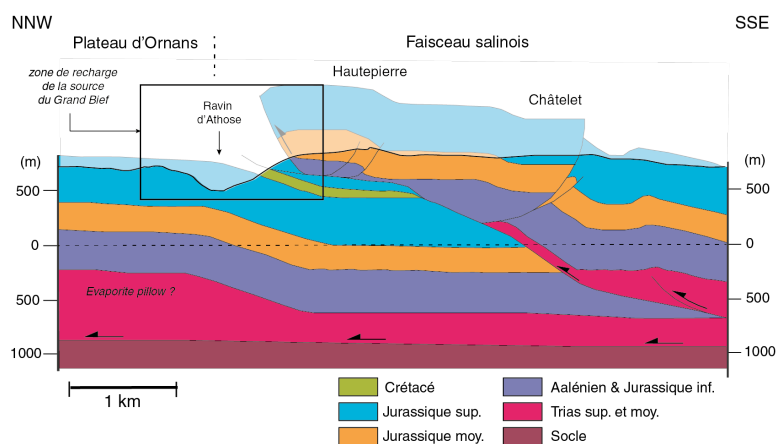 NNW
SSE
Plateau d'Ornans
Faisceau salinois
zone de recharge
de la source
du Grand Bief
Hautepierre
Ravin
d'Athose
Châtelet
(m)
(m)
500
500
0
0
Evaporite pillow ?
500
500
1000
1000
1 km
Crétacé
Aalénien & Jurassique inf.
Jurassique sup.
Trias sup. et moy.
Jurassique moy.
Socle